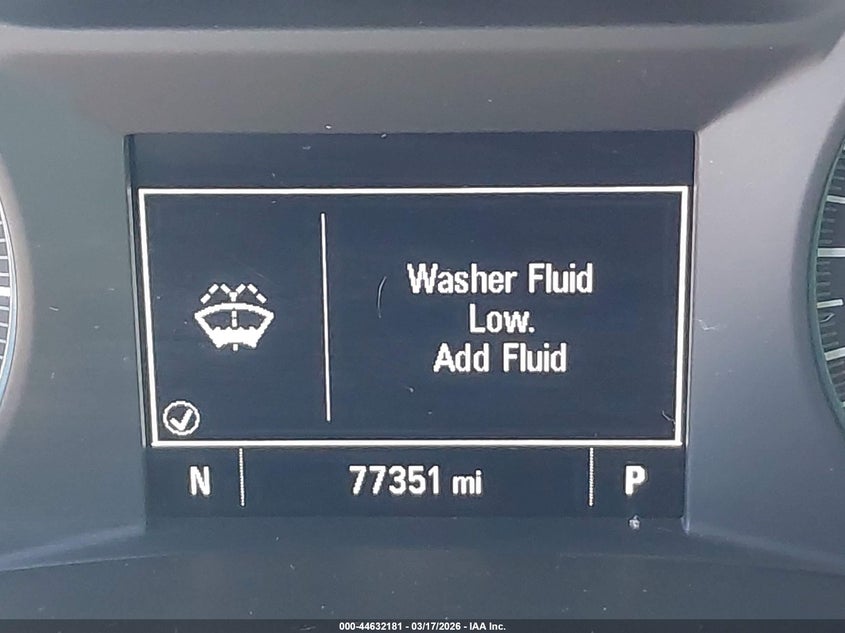 Washer Fluid
Low.
Add Fluid
N 77351 mi P
000-44632181 - 03/17/2026 - IAA Inc.